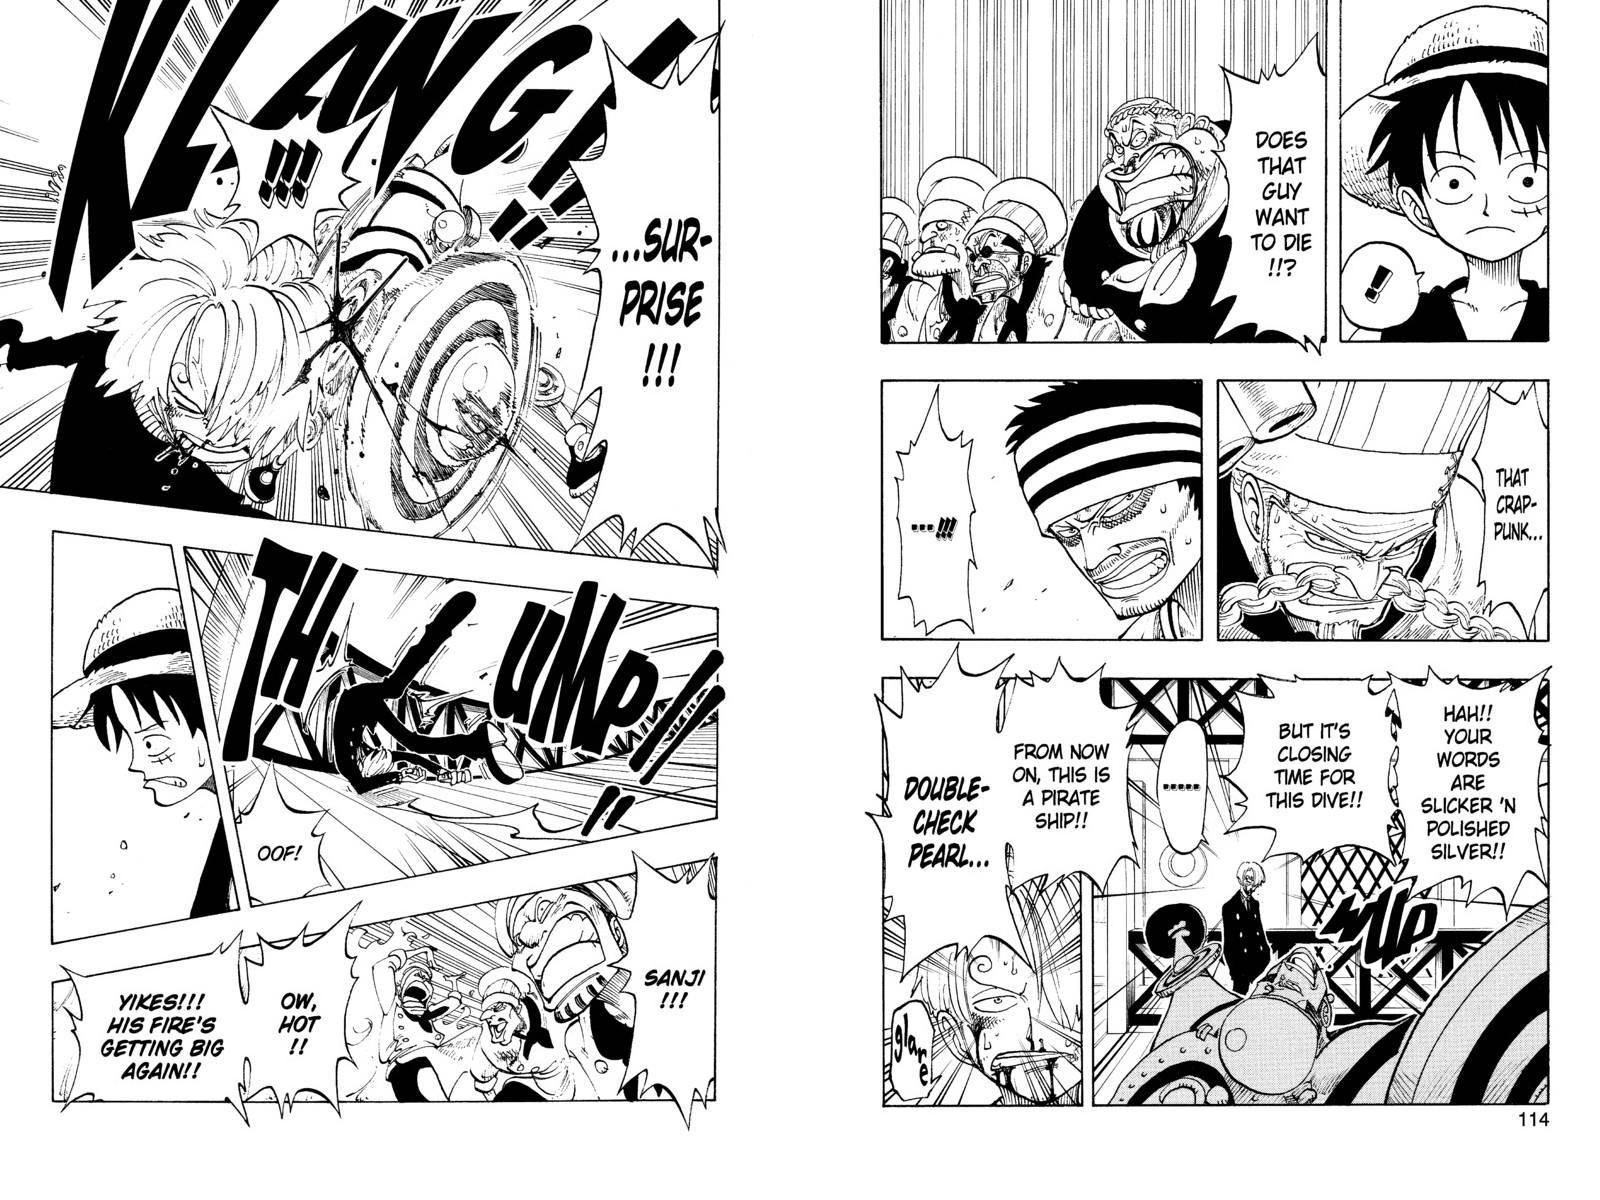 !
DOES
THAT
GUY
WANT
TO DIE
!!?
THAT
CRAP-
PUNK...
...!!!
HAH!!
YOUR
WORDS
ARE
SLICKER 'N
POLISHED
SILVER!!
BUT IT'S
CLOSING
TIME FOR
THIS DIVE!!
......
WUP
FROM NOW
ON, THIS IS
A PIRATE
SHIP!!
DOUBLE-
CHECK
PEARL...
glare
114
KLANG!!
...SUR-
PRISE
!!!
!!!
THUMP!!
OOF!
SANJI
!!!
OW,
HOT
!!
YIKES!!!
HIS FIRE'S
GETTING BIG
AGAIN!!